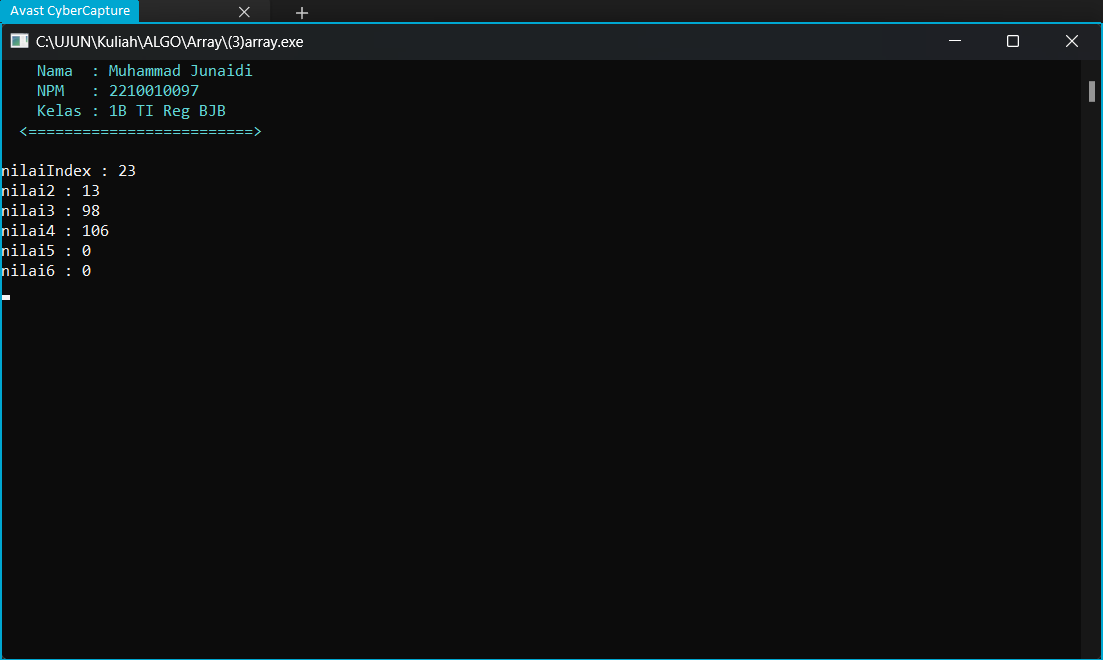 Avast CyberCapture
C:\UJUN\Kuliah\ALGO\Array\(3)array.exe
Nama  : Muhammad Junaidi
NPM   : 2210010097
Kelas : 1B TI Reg BJB
<=========================>
nilaiIndex : 23
nilai2 : 13
nilai3 : 98
nilai4 : 106
nilai5 : 0
nilai6 : 0